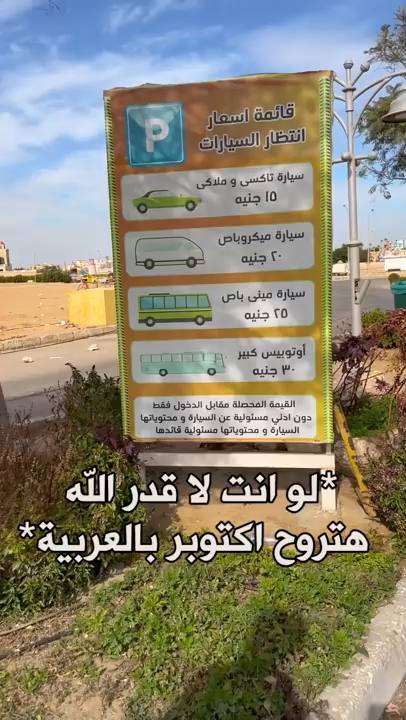 P
قائمة اسعار
انتظار السيارات
سيارة تاكسى و ملاكى
١٥ جنيه
سيارة ميكروباص
٢٠ جنيه
سيارة مينى باص
٢٥ جنيه
أوتوبيس كبير
٣٠ جنيه
القيمة المحصلة مقابل الدخول فقط
دون ادنى مسئولية عن السيارة و محتوياتها
السيارة و محتوياتها مسئولية قائدها
*لو انت لا قدر الله
هتروح اكتوبر بالعربية*